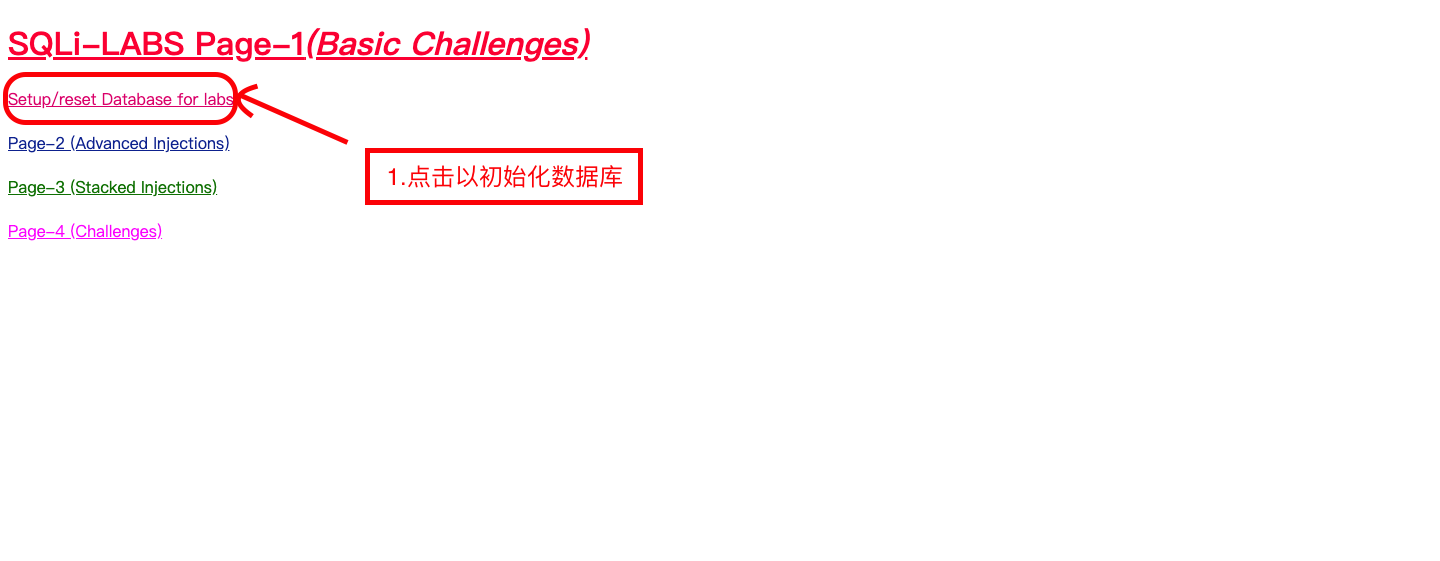 SQLi-LABS Page-1(Basic Challenges)
Setup/reset Database for labs
Page-2 (Advanced Injections)
1.点击以初始化数据库
Page-3 (Stacked Injections)
Page-4 (Challenges)